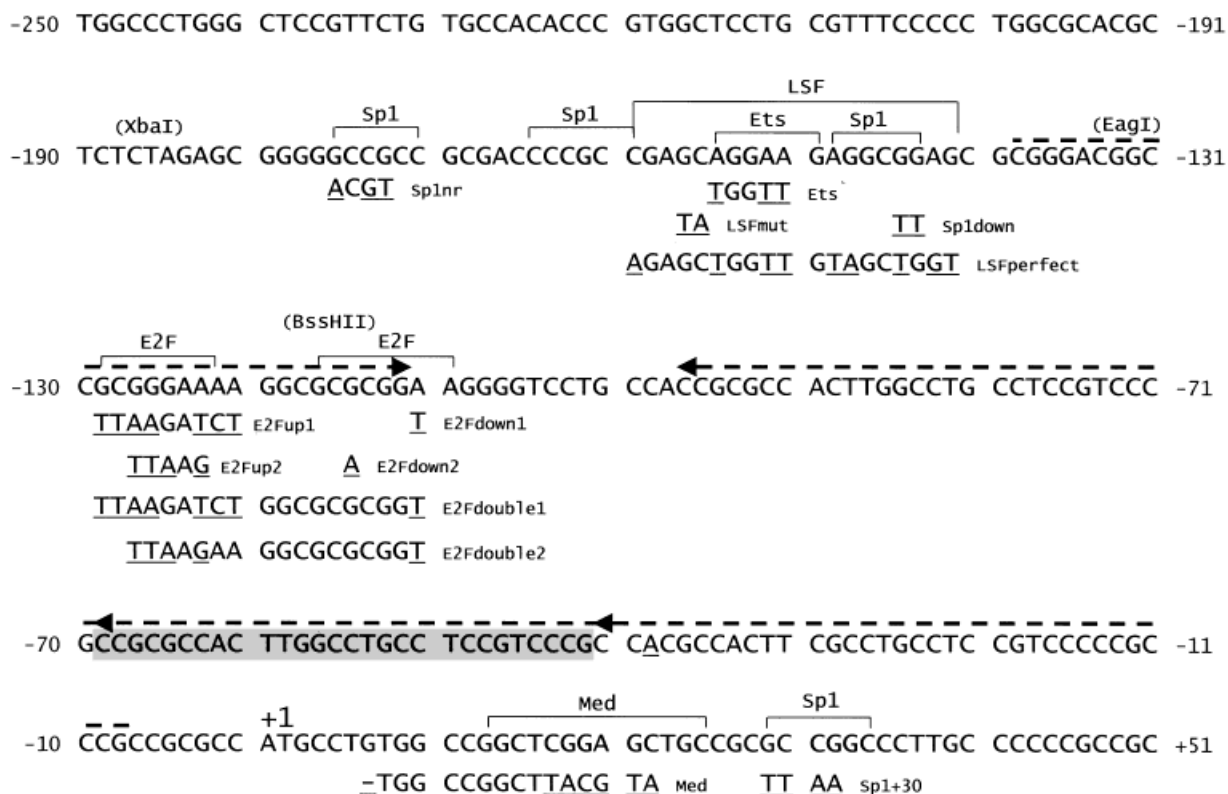 -250 TGGCCCTGGG CTCCGTTCTG TGCCACACCC GTGGCTCCTG CGTTTCCCCC TGGCGCACGC -191
LSF
(XbaI) Sp1 Sp1 Ets Sp1 (EagI)
-190 TCTCTAGAGC GGGGGCCGCC GCGACCCCGCC CGAGCAGGAAG GAGGCGGAGC GCGGGACGGC -131
ACGT Sp1nr TGGTT Ets
TA LSFmut TT Sp1down
AGAGCTGGTT GTAGCTGGT LSFperfect
(BssHII)
E2F E2F
-130 CGCGGGAAAA GGCGCGCGGA AGGGGTCCTG CCACCGCGCC ACTTGGCCTG CCTCCGTCCC -71
TTAAGATCT E2Fup1 T E2Fdown1
TTAAG E2Fup2 A E2Fdown2
TTAAGATCT GGCGCGCGGT E2Fdouble1
TTAAGAA GGCGCGCGGT E2Fdouble2
-70 GCCGCGCCAC TTGGCCTGCC TCCGTCCCGC CACGCCACTT CGCCTGCCTC CGTCCCCCGC -11
+1 Med Sp1
-10 CCGCCGCGCC ATGCCTGTGG CCGGCTCGGA GCTGCCGCGC CGGCCCTTGC CCCCCGCCGC +51
-TGG CCGGCTTACG TA Med TT AA Sp1+30